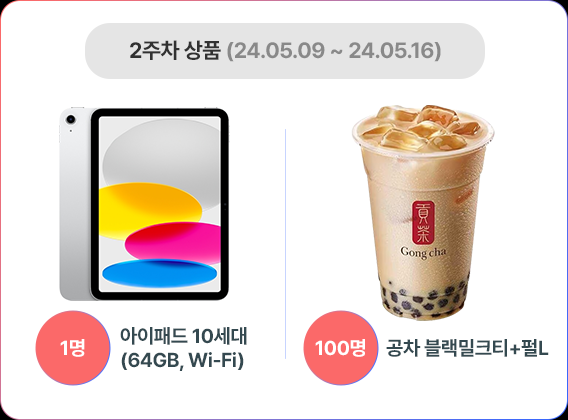 2주차 상품 (24.05.09 ~ 24.05.16)
貢茶
Gong cha
1명
아이패드 10세대
(64GB, Wi-Fi)
100명
공차 블랙밀크티+펄L